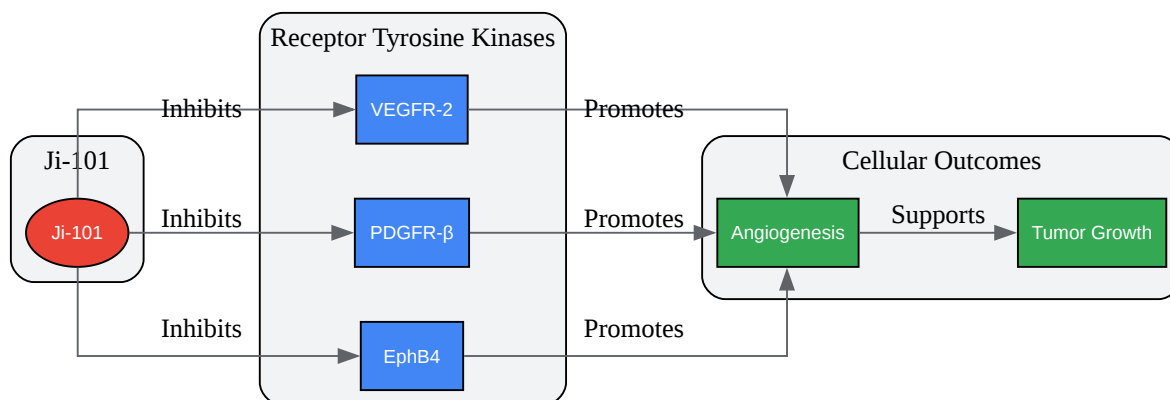 Receptor Tyrosine Kinases
Inhibits
VEGFR-2
Promotes
Ji-101
Cellular Outcomes
Ji-101
Inhibits
PDGFR-β
Promotes
Angiogenesis
Supports
Tumor Growth
Inhibits
EphB4
Promotes